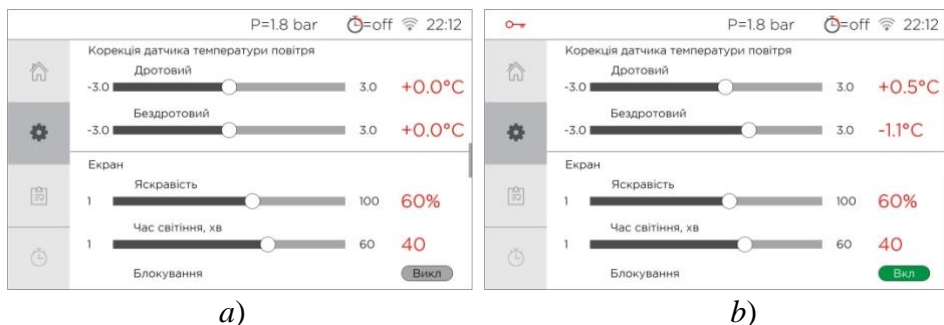 P=1.8 bar =off 22:12
Корекція датчика температури повітря
Дротовий
-3.0 3.0 +0.0°C
Бездротовий
-3.0 3.0 +0.0°C
Екран
Яскравість
1 100 60%
Час світіння, хв
1 60 40
Блокування Викл
a)
P=1.8 bar =off 22:12
Корекція датчика температури повітря
Дротовий
-3.0 3.0 +0.5°C
Бездротовий
-3.0 3.0 -1.1°C
Екран
Яскравість
1 100 60%
Час світіння, хв
1 60 40
Блокування Вкл
b)